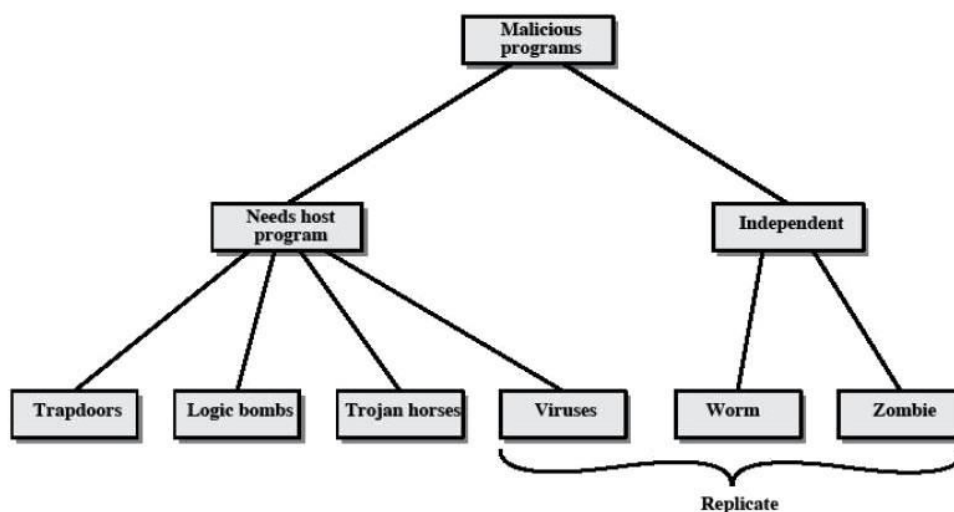 Malicious
programs
Needs host
program
Independent
Trapdoors
Logic bombs
Trojan horses
Viruses
Worm
Zombie
Replicate